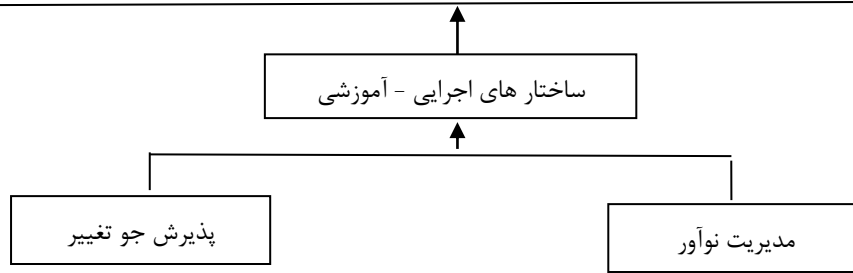 ساختار های اجرایی - آموزشی
مدیریت نوآور
پذیرش جو تغییر